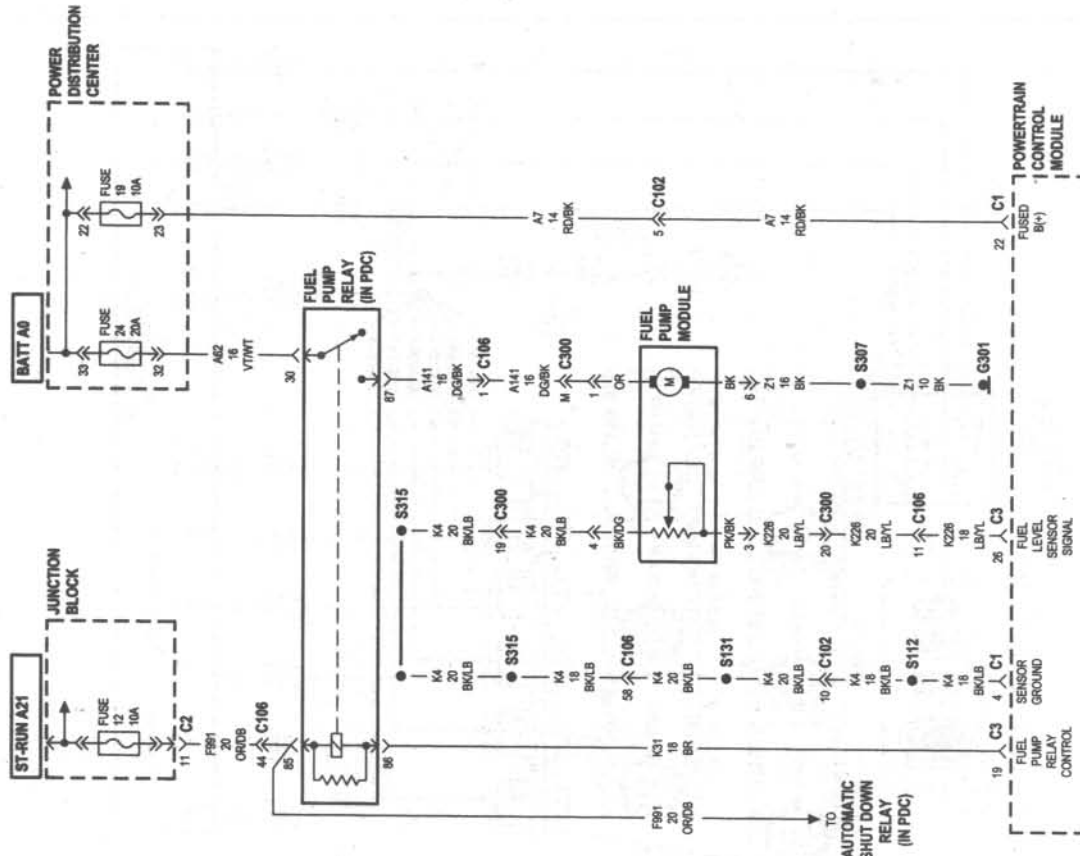 BATT A0
POWER
DISTRIBUTION
CENTER
33
FUSE
24
20A
32
22
FUSE
19
10A
23
ST-RUN A21
JUNCTION
BLOCK
FUSE
12
10A
11
C2
F991
20
OR/DB
44
C106
85
86
A62
16
VT/WT
30
87
FUEL
PUMP
RELAY
(IN PDC)
A141
16
DG/BK
1
C106
A141
16
DG/BK
M
C300
1
OR
FUEL
PUMP
MODULE
M
BK
6
Z1
16
BK
S307
Z1
10
BK
G301
A7
14
RD/BK
5
C102
A7
14
RD/BK
22
C1
FUSED
B(+)
S315
K4
20
BK/LB
19
C300
K4
20
BK/LB
4
BK/DG
PK/BK
3
K226
20
LB/YL
20
C300
K226
20
LB/YL
11
C106
K226
18
LB/YL
26
C3
FUEL
LEVEL
SENSOR
SIGNAL
K4
20
BK/LB
S315
K4
18
BK/LB
58
C106
K4
20
BK/LB
S131
K4
20
BK/LB
10
C102
K4
18
BK/LB
S112
K4
18
BK/LB
4
C1
SENSOR
GROUND
K31
18
BR
19
C3
FUEL
PUMP
RELAY
CONTROL
F991
20
OR/DB
TO
AUTOMATIC
SHUT DOWN
RELAY
(IN PDC)
POWERTRAIN
CONTROL
MODULE